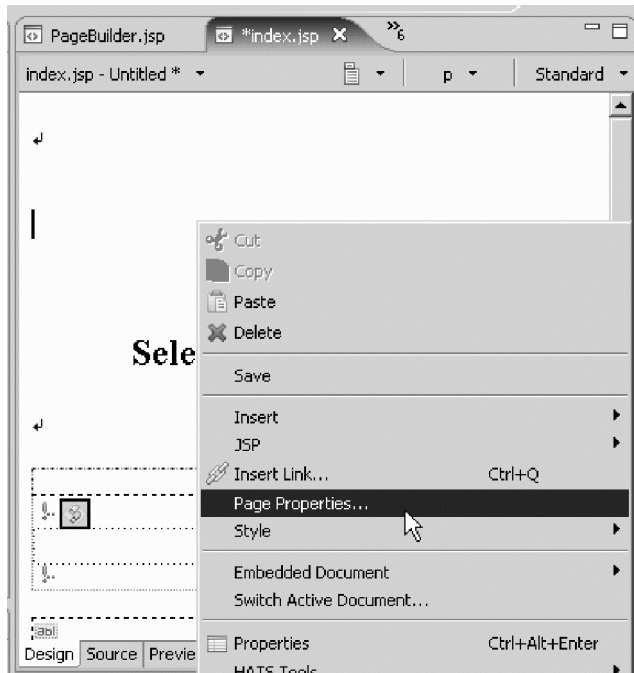 PageBuilder.jsp *index.jsp 6
index.jsp - Untitled * p Standard
Cut
Copy
Paste
Delete
Sele
Save
Insert
JSP
Insert Link... Ctrl+Q
Page Properties...
Style
Embedded Document
Switch Active Document...
abl
Properties Ctrl+Alt+Enter
Design Source Previe
HATS Tools